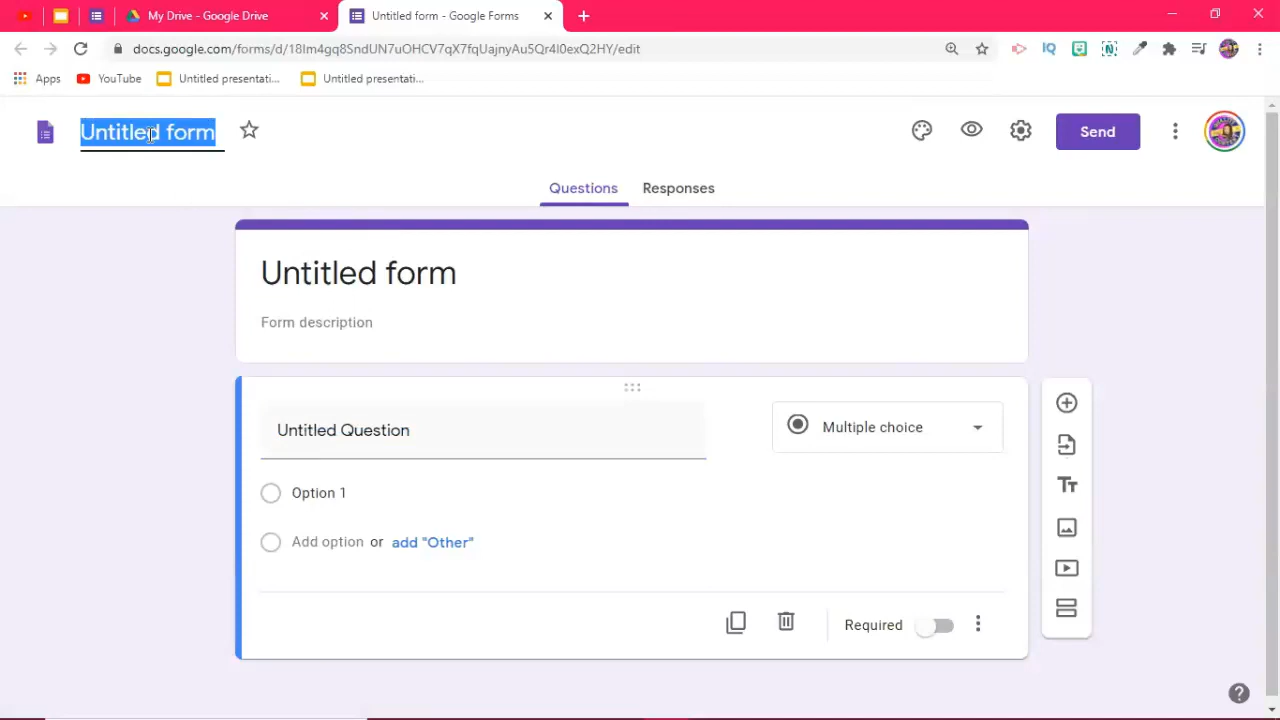 My Drive - Google Drive
Untitled form - Google Forms
docs.google.com/forms/d/18Im4gq8SndUN7uOHCV7qX7fqUajnyAu5Qr4I0exQ2HY/edit
IQ
Apps
YouTube
Untitled presentati...
Untitled presentati...
Untitled form
Send
Questions
Responses
Untitled form
Form description
Untitled Question
Multiple choice
Option 1
Add option or add "Other"
Required